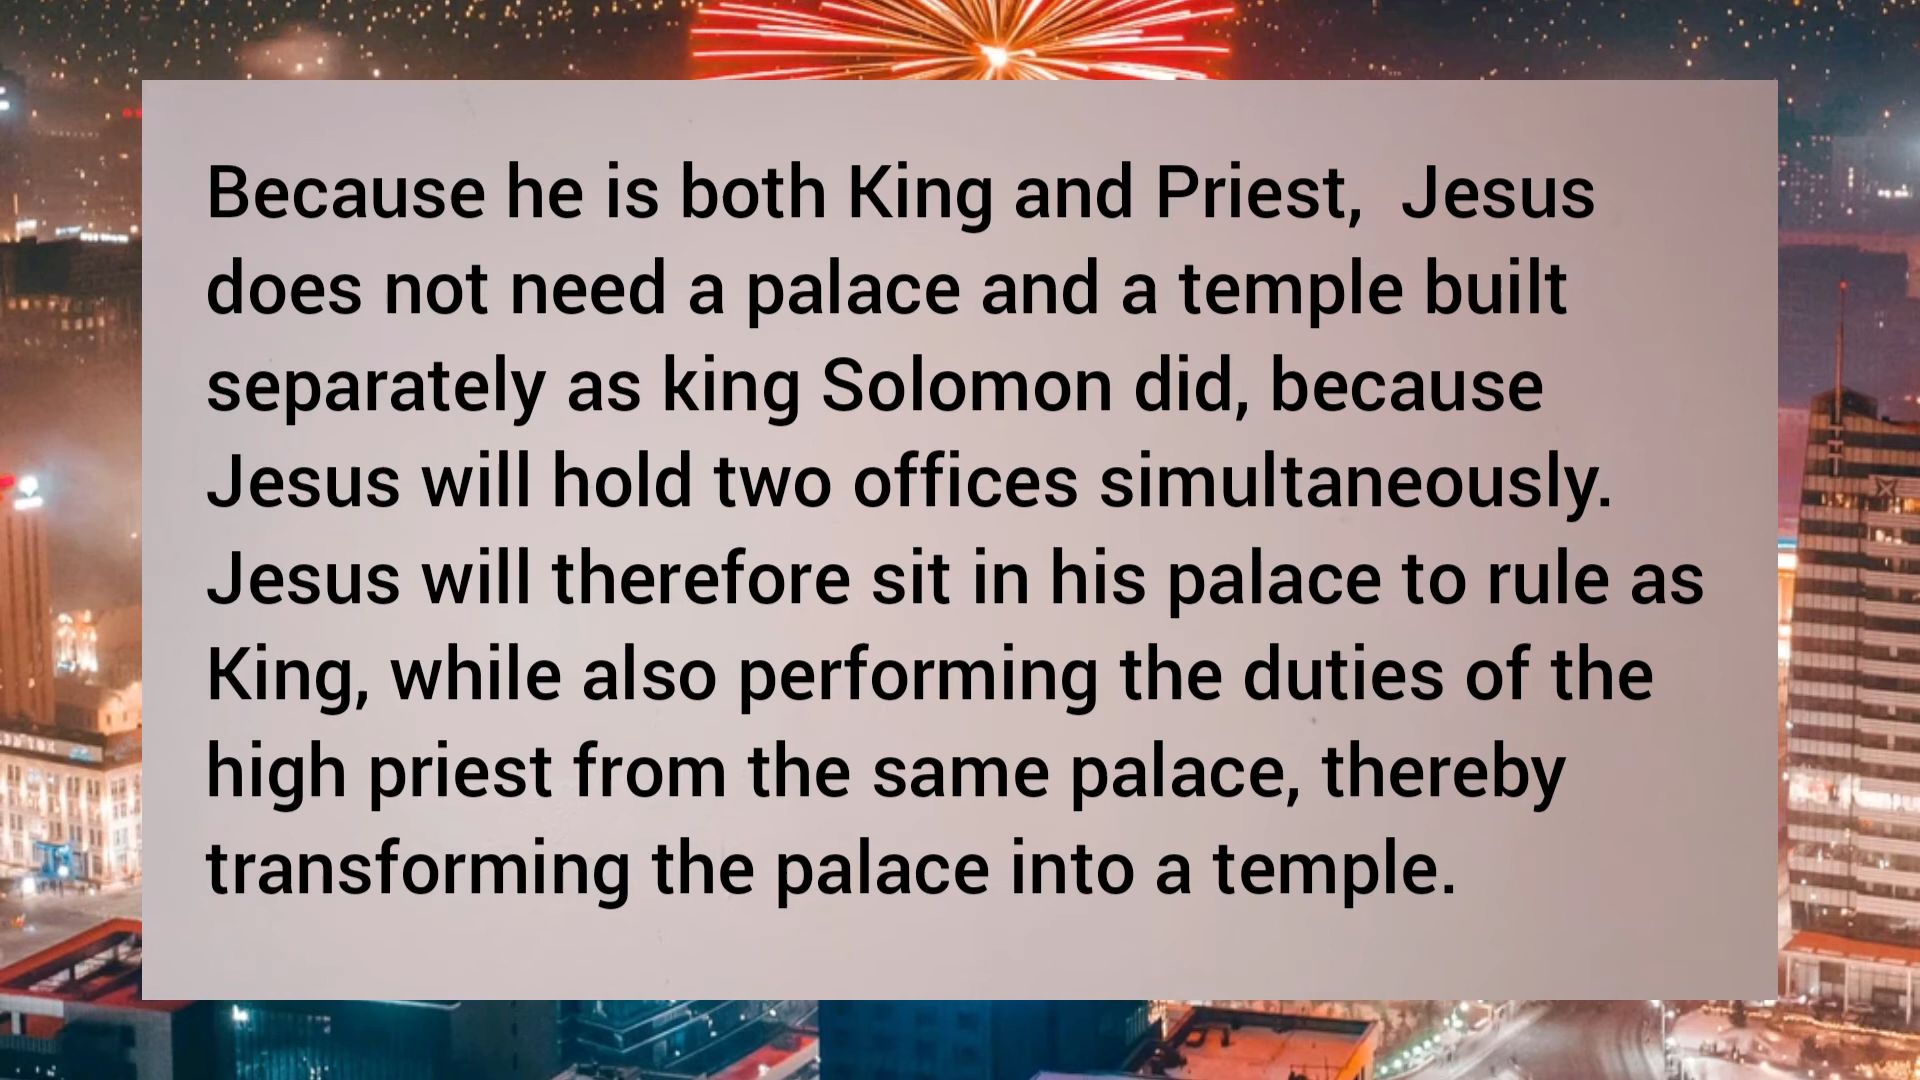 Because he is both King and Priest,  Jesus
does not need a palace and a temple built
separately as king Solomon did, because
Jesus will hold two offices simultaneously.
Jesus will therefore sit in his palace to rule as
King, while also performing the duties of the
high priest from the same palace, thereby
transforming the palace into a temple.